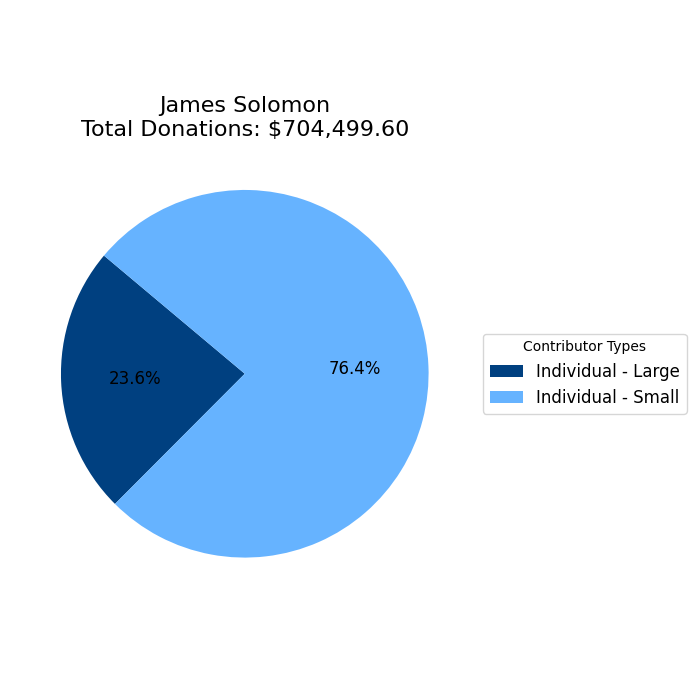 James Solomon
Total Donations: $704,499.60
23.6%
76.4%
Contributor Types
Individual - Large
Individual - Small